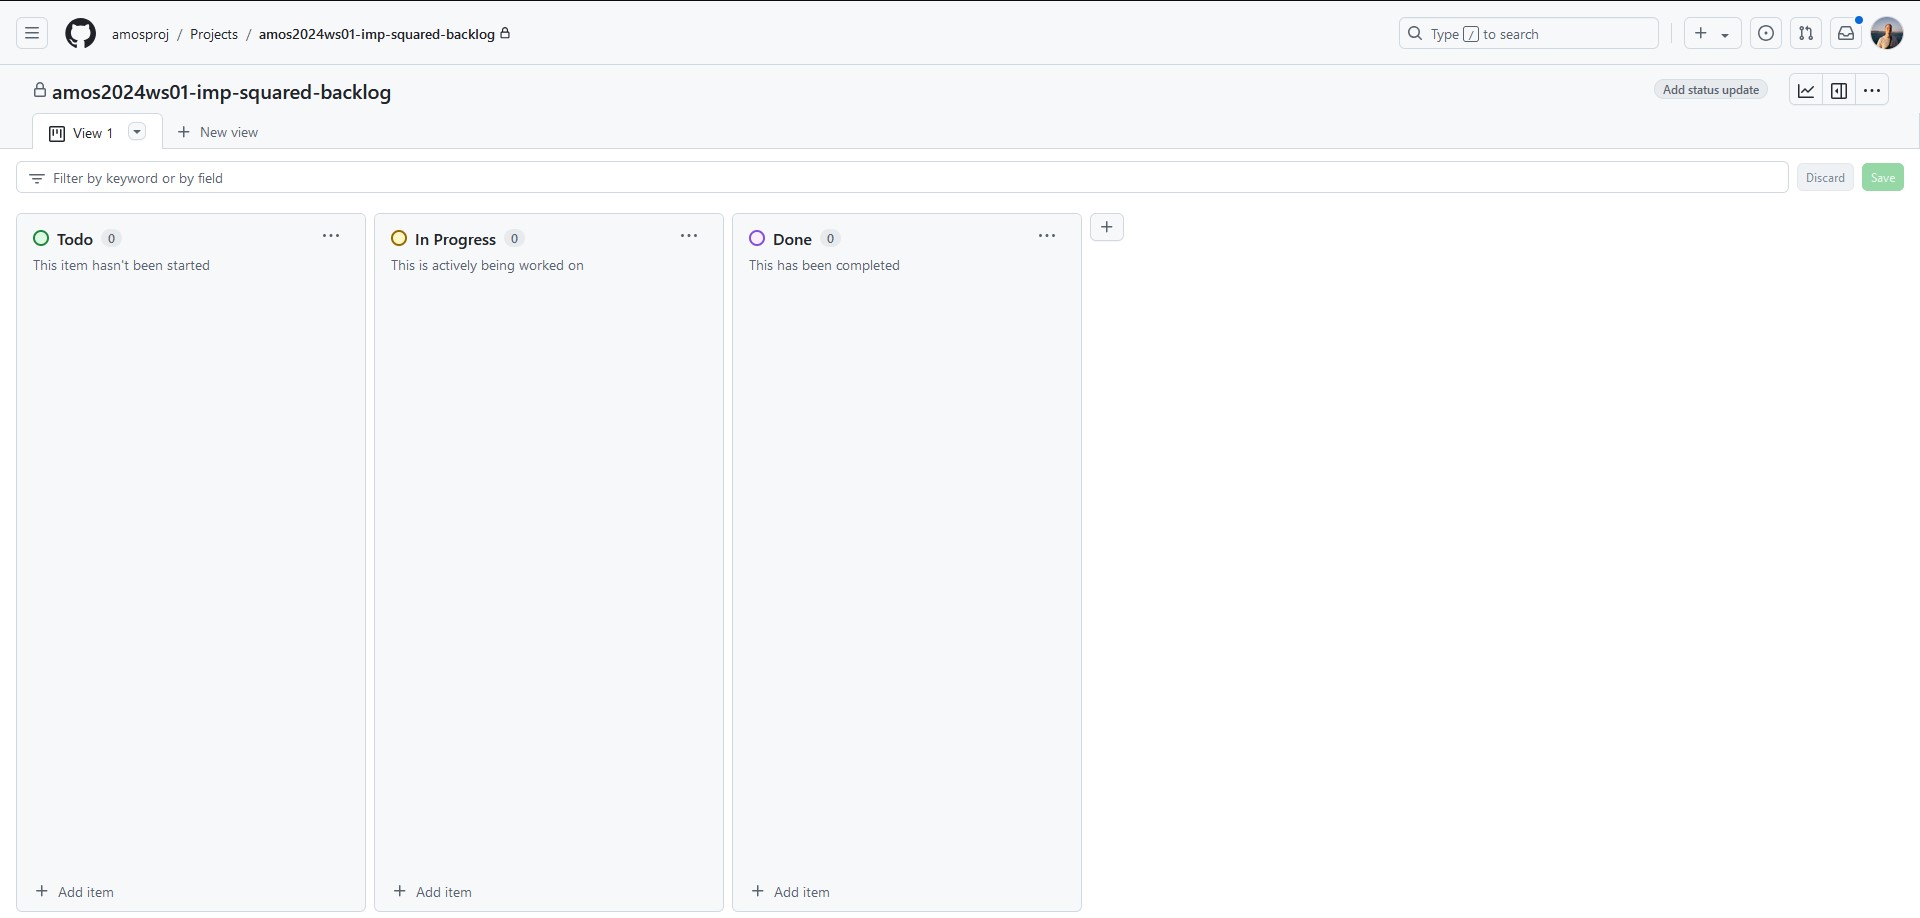 amosproj / Projects / amos2024ws01-imp-squared-backlog
Type / to search
amos2024ws01-imp-squared-backlog
Add status update
View 1
New view
Filter by keyword or by field
Discard
Save
Todo 0
This item hasn't been started
Add item
In Progress 0
This is actively being worked on
Add item
Done 0
This has been completed
Add item